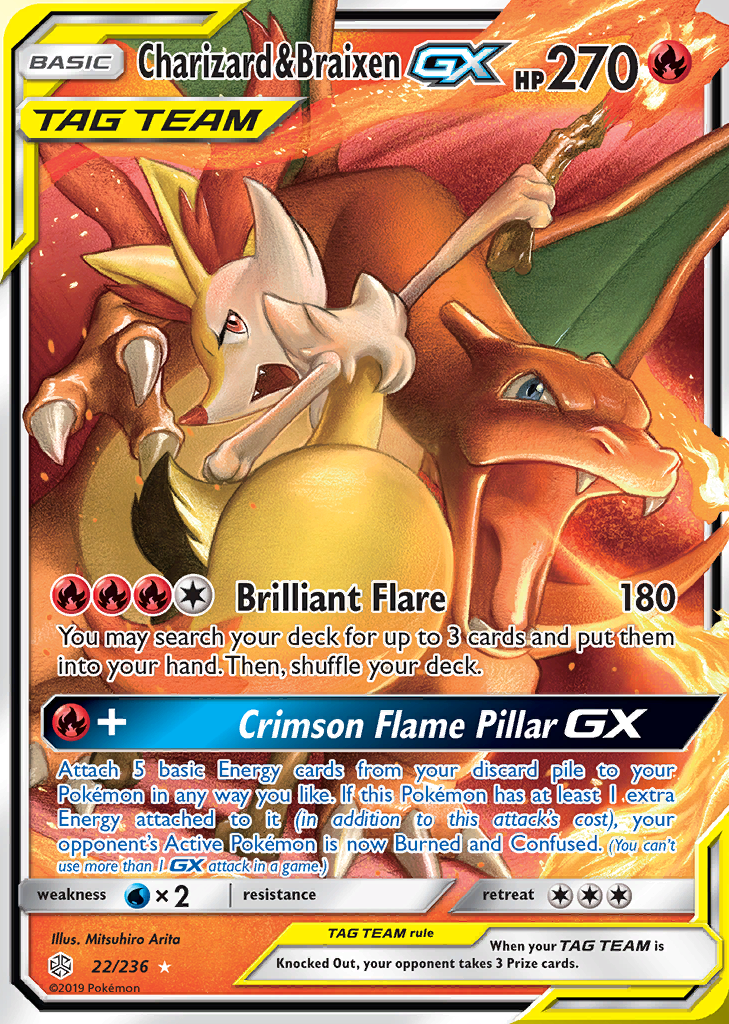 BASIC Charizard&Braixen GX HP270
TAG TEAM
Brilliant Flare 180
You may search your deck for up to 3 cards and put them
into your hand. Then, shuffle your deck.
+ Crimson Flame Pillar GX
Attach 5 basic Energy cards from your discard pile to your
Pokémon in any way you like. If this Pokémon has at least 1 extra
Energy attached to it (in addition to this attack's cost), your
opponent's Active Pokémon is now Burned and Confused. (You can't
use more than 1 GX attack in a game.)
weakness ×2 resistance retreat
Illus. Mitsuhiro Arita
22/236
©2019 Pokémon
TAG TEAM rule
When your TAG TEAM is
Knocked Out, your opponent takes 3 Prize cards.